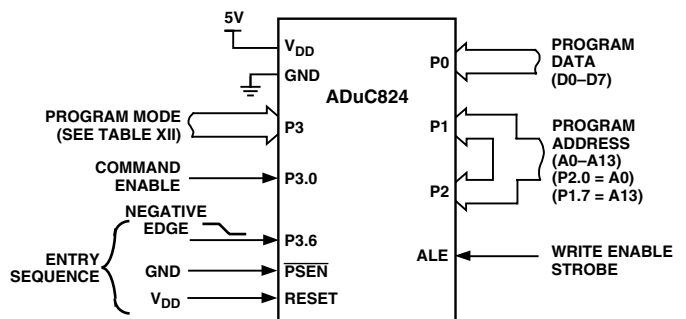 5V
VDD
GND
ADuC824
P0
PROGRAM
DATA
(D0–D7)
PROGRAM MODE
(SEE TABLE XII)
P3
P1
PROGRAM
ADDRESS
(A0–A13)
(P2.0 = A0)
(P1.7 = A13)
COMMAND
ENABLE
P3.0
P2
NEGATIVE
EDGE
P3.6
ENTRY
SEQUENCE
GND
PSEN
VDD
RESET
ALE
WRITE ENABLE
STROBE